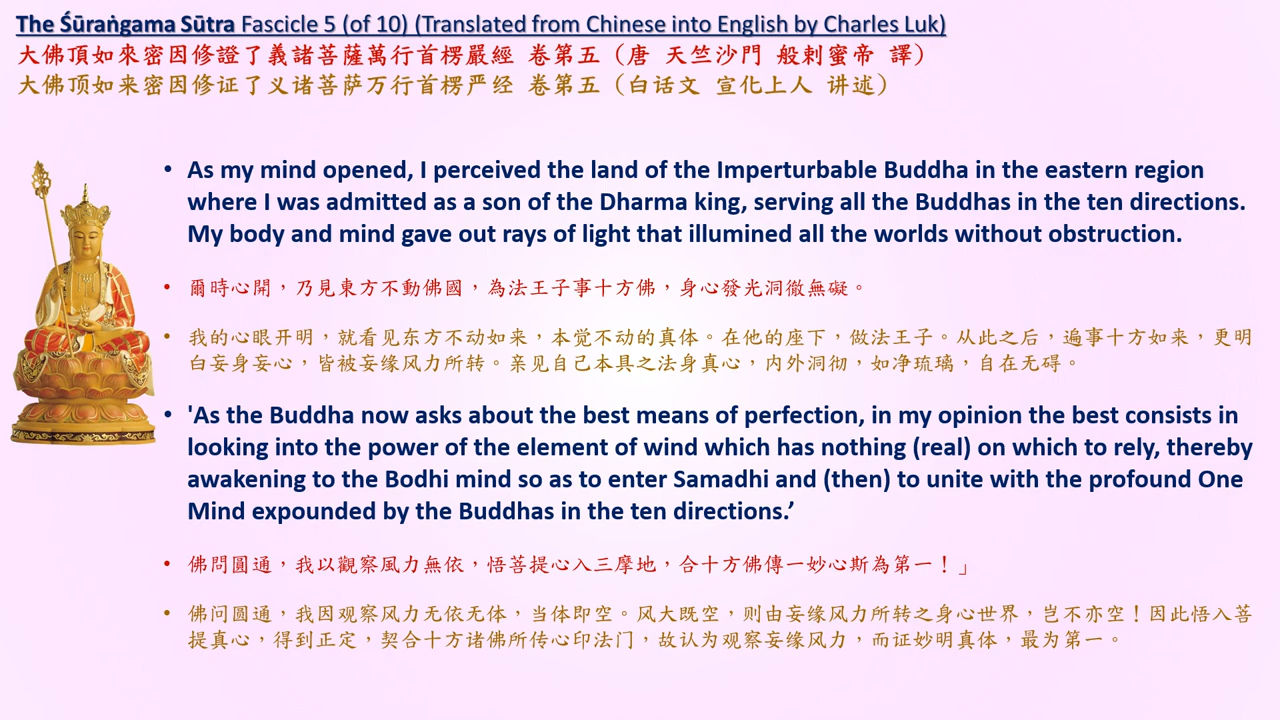 The Śūraṅgama Sūtra Fascicle 5 (of 10) (Translated from Chinese into English by Charles Luk)
大佛頂如來密因修證了義諸菩薩萬行首楞嚴經 卷第五（唐 天竺沙門 般剌蜜帝 譯）
大佛顶如来密因修证了义诸菩萨万行首楞严经 卷第五（白话文 宣化上人 讲述）
• As my mind opened, I perceived the land of the Imperturbable Buddha in the eastern region
where I was admitted as a son of the Dharma king, serving all the Buddhas in the ten directions.
My body and mind gave out rays of light that illumined all the worlds without obstruction.
• 爾時心開，乃見東方不動佛國，為法王子事十方佛，身心發光洞徹無礙。
• 我的心眼开明，就看见东方不动如来，本觉不动的真体。在他的座下，做法王子。从此之后，遍事十方如来，更明
白妄身妄心，皆被妄缘风力所转。亲见自己本具之法身真心，内外洞彻，如净琉璃，自在无碍。
• 'As the Buddha now asks about the best means of perfection, in my opinion the best consists in
looking into the power of the element of wind which has nothing (real) on which to rely, thereby
awakening to the Bodhi mind so as to enter Samadhi and (then) to unite with the profound One
Mind expounded by the Buddhas in the ten directions.’
• 佛問圓通，我以觀察風力無依，悟菩提心入三摩地，合十方佛傳一妙心斯為第一！」
• 佛问圆通，我因观察风力无依无体，当体即空。风大既空，则由妄缘风力所转之身心世界，岂不亦空！因此悟入菩
提真心，得到正定，契合十方诸佛所传心印法门，故认为观察妄缘风力，而证妙明真体，最为第一。